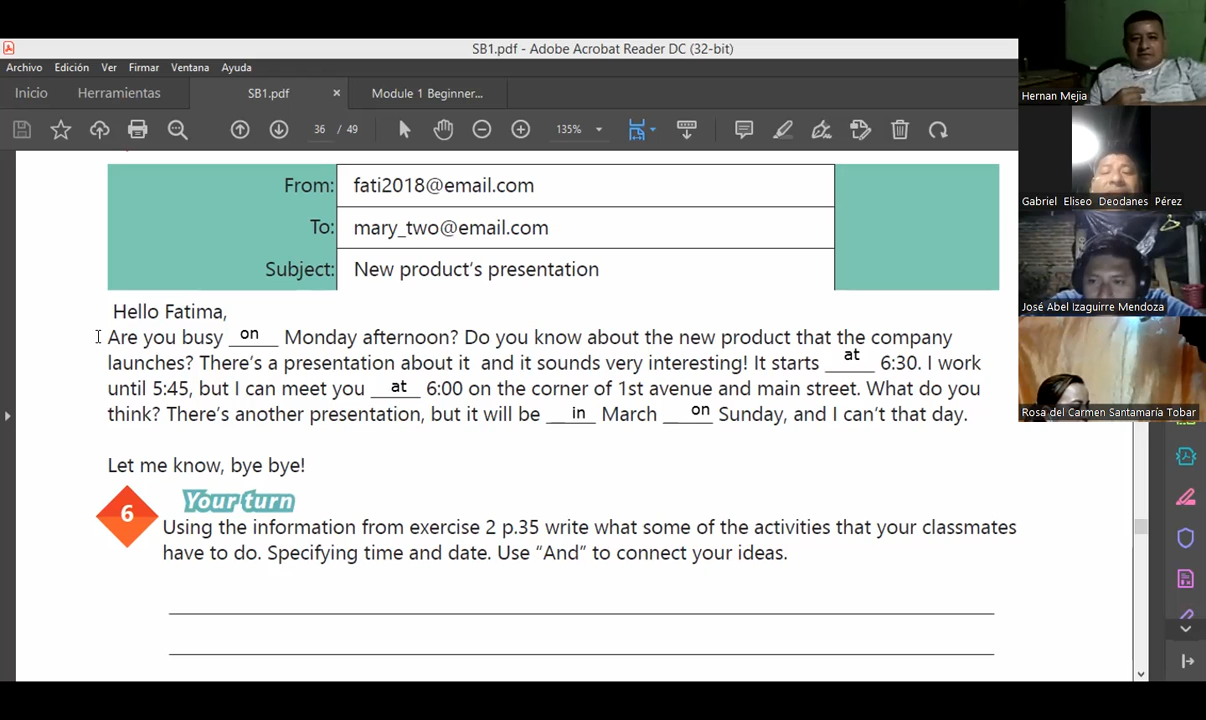 SB1.pdf - Adobe Acrobat Reader DC (32-bit)
Archivo Edición Ver Firmar Ventana Ayuda
Inicio Herramientas SB1.pdf × Module 1 Beginner...
36 / 49 135%
From: fati2018@email.com
To: mary_two@email.com
Subject: New product's presentation
Hello Fatima,
Are you busy on Monday afternoon? Do you know about the new product that the company
launches? There's a presentation about it and it sounds very interesting! It starts at 6:30. I work
until 5:45, but I can meet you at 6:00 on the corner of 1st avenue and main street. What do you
think? There's another presentation, but it will be in March on Sunday, and I can't that day.
Let me know, bye bye!
6 Your turn
Using the information from exercise 2 p.35 write what some of the activities that your classmates
have to do. Specifying time and date. Use “And” to connect your ideas.
Hernan Mejia
Gabriel Eliseo Deodanes Pérez
José Abel Izaguirre Mendoza
Rosa del Carmen Santamaría Tobar